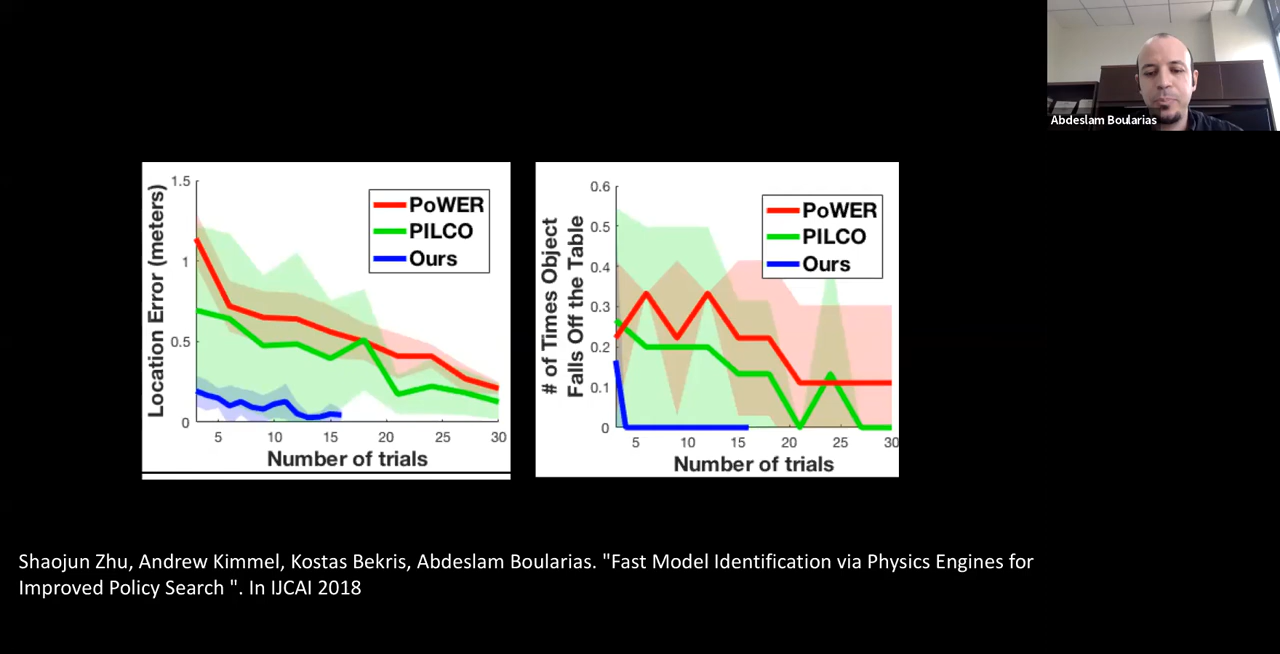 Abdeslam Boularias
Location Error (meters)
1.5
1
0.5
0
5 10 15 20 25 30
Number of trials
PoWER
PILCO
Ours
# of Times Object
Falls Off the Table
0.6
0.5
0.4
0.3
0.2
0.1
0
5 10 15 20 25 30
Number of trials
PoWER
PILCO
Ours
Shaojun Zhu, Andrew Kimmel, Kostas Bekris, Abdeslam Boularias. "Fast Model Identification via Physics Engines for
Improved Policy Search ". In IJCAI 2018